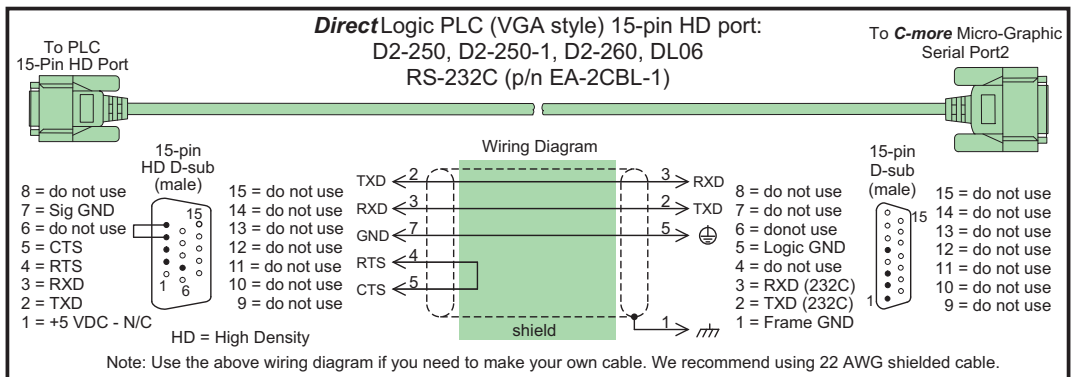 DirectLogic PLC (VGA style) 15-pin HD port:
D2-250, D2-250-1, D2-260, DL06
RS-232C (p/n EA-2CBL-1)
To PLC
15-Pin HD Port
To C-more Micro-Graphic
Serial Port2
15-pin
HD D-sub
(male)
8 = do not use
7 = Sig GND
6 = do not use
5 = CTS
4 = RTS
3 = RXD
2 = TXD
1 = +5 VDC - N/C
15
1
6
15 = do not use
14 = do not use
13 = do not use
12 = do not use
11 = do not use
10 = do not use
9 = do not use
HD = High Density
Wiring Diagram
TXD 2 3 RXD
RXD 3 2 TXD
GND 7 5
RTS 4
CTS 5
1
shield
8 = do not use
7 = do not use
6 = donot use
5 = Logic GND
4 = do not use
3 = RXD (232C)
2 = TXD (232C)
1 = Frame GND
15-pin
D-sub
(male)
15
1
15 = do not use
14 = do not use
13 = do not use
12 = do not use
11 = do not use
10 = do not use
9 = do not use
Note: Use the above wiring diagram if you need to make your own cable. We recommend using 22 AWG shielded cable.